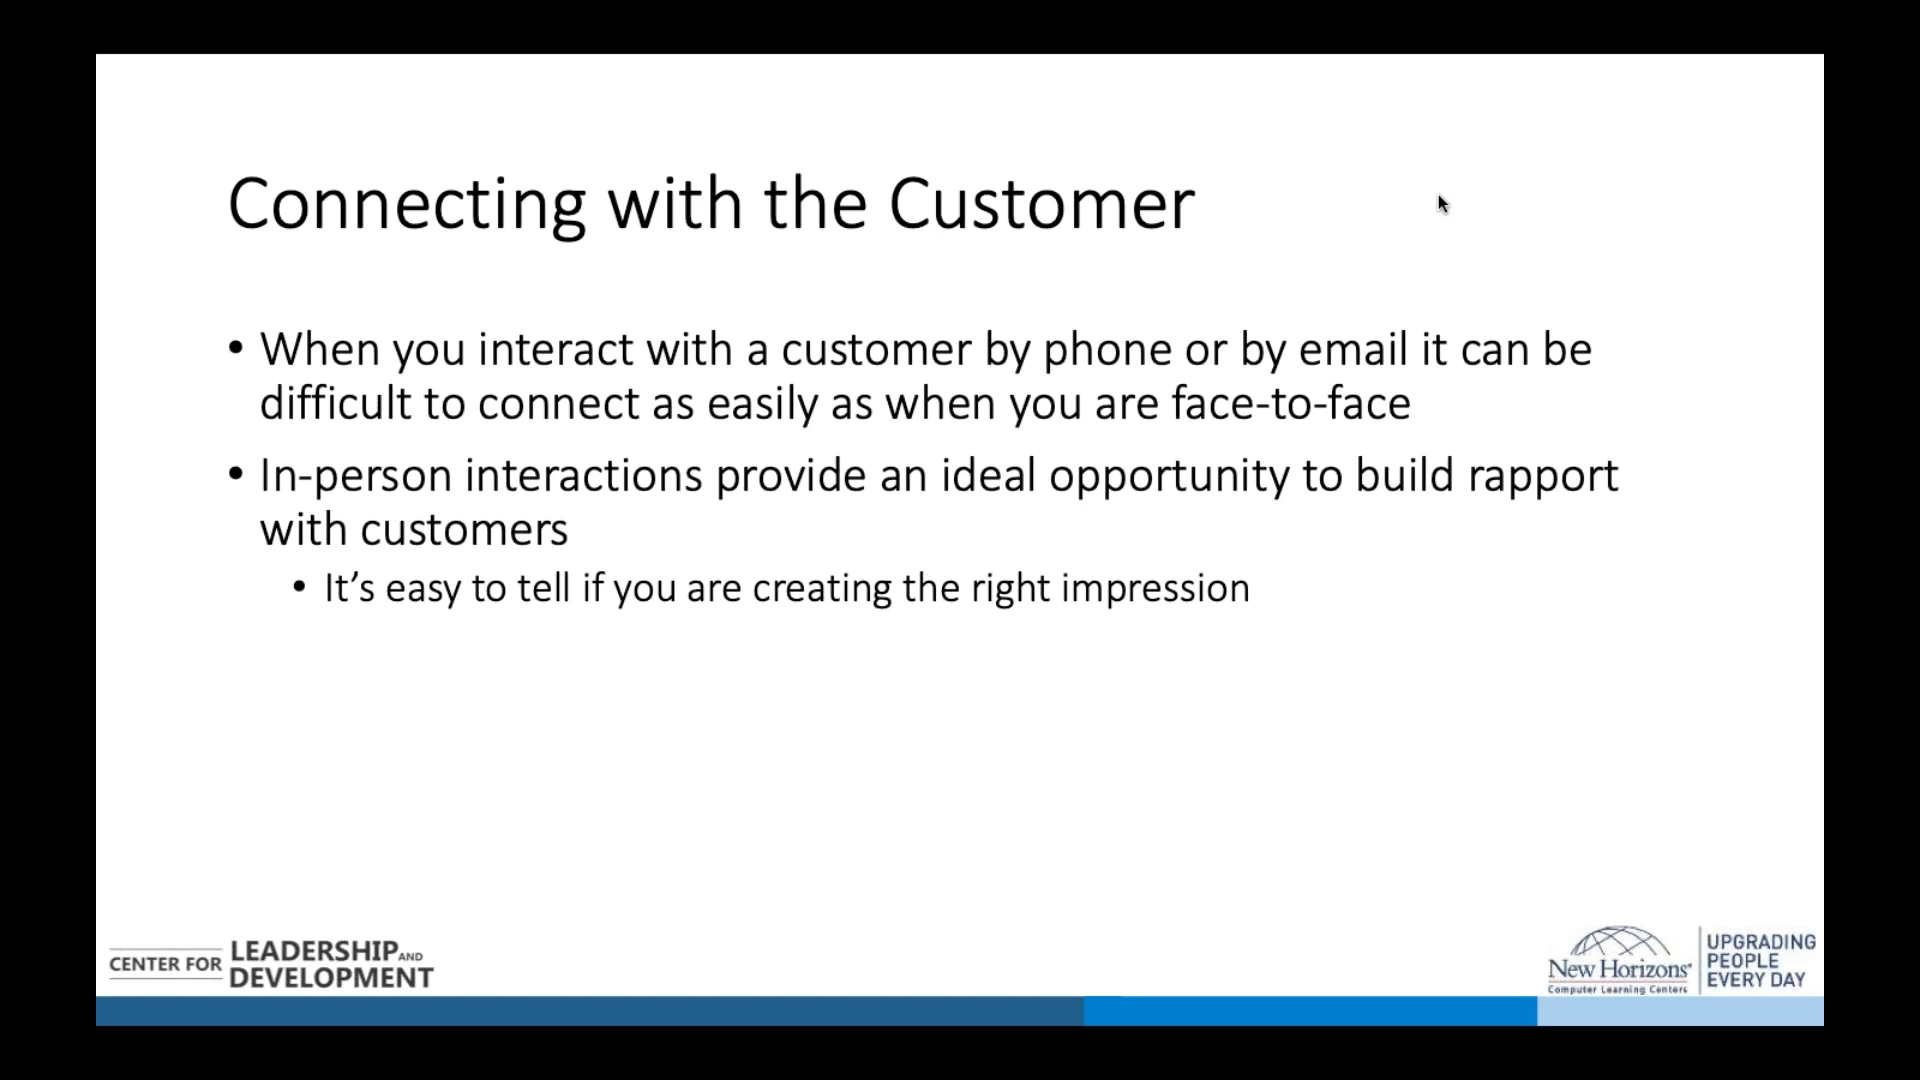 Connecting with the Customer
• When you interact with a customer by phone or by email it can be
difficult to connect as easily as when you are face-to-face
• In-person interactions provide an ideal opportunity to build rapport
with customers
• It’s easy to tell if you are creating the right impression
CENTER FOR LEADERSHIP AND
DEVELOPMENT
New Horizons®
Computer Learning Centers
UPGRADING
PEOPLE
EVERY DAY